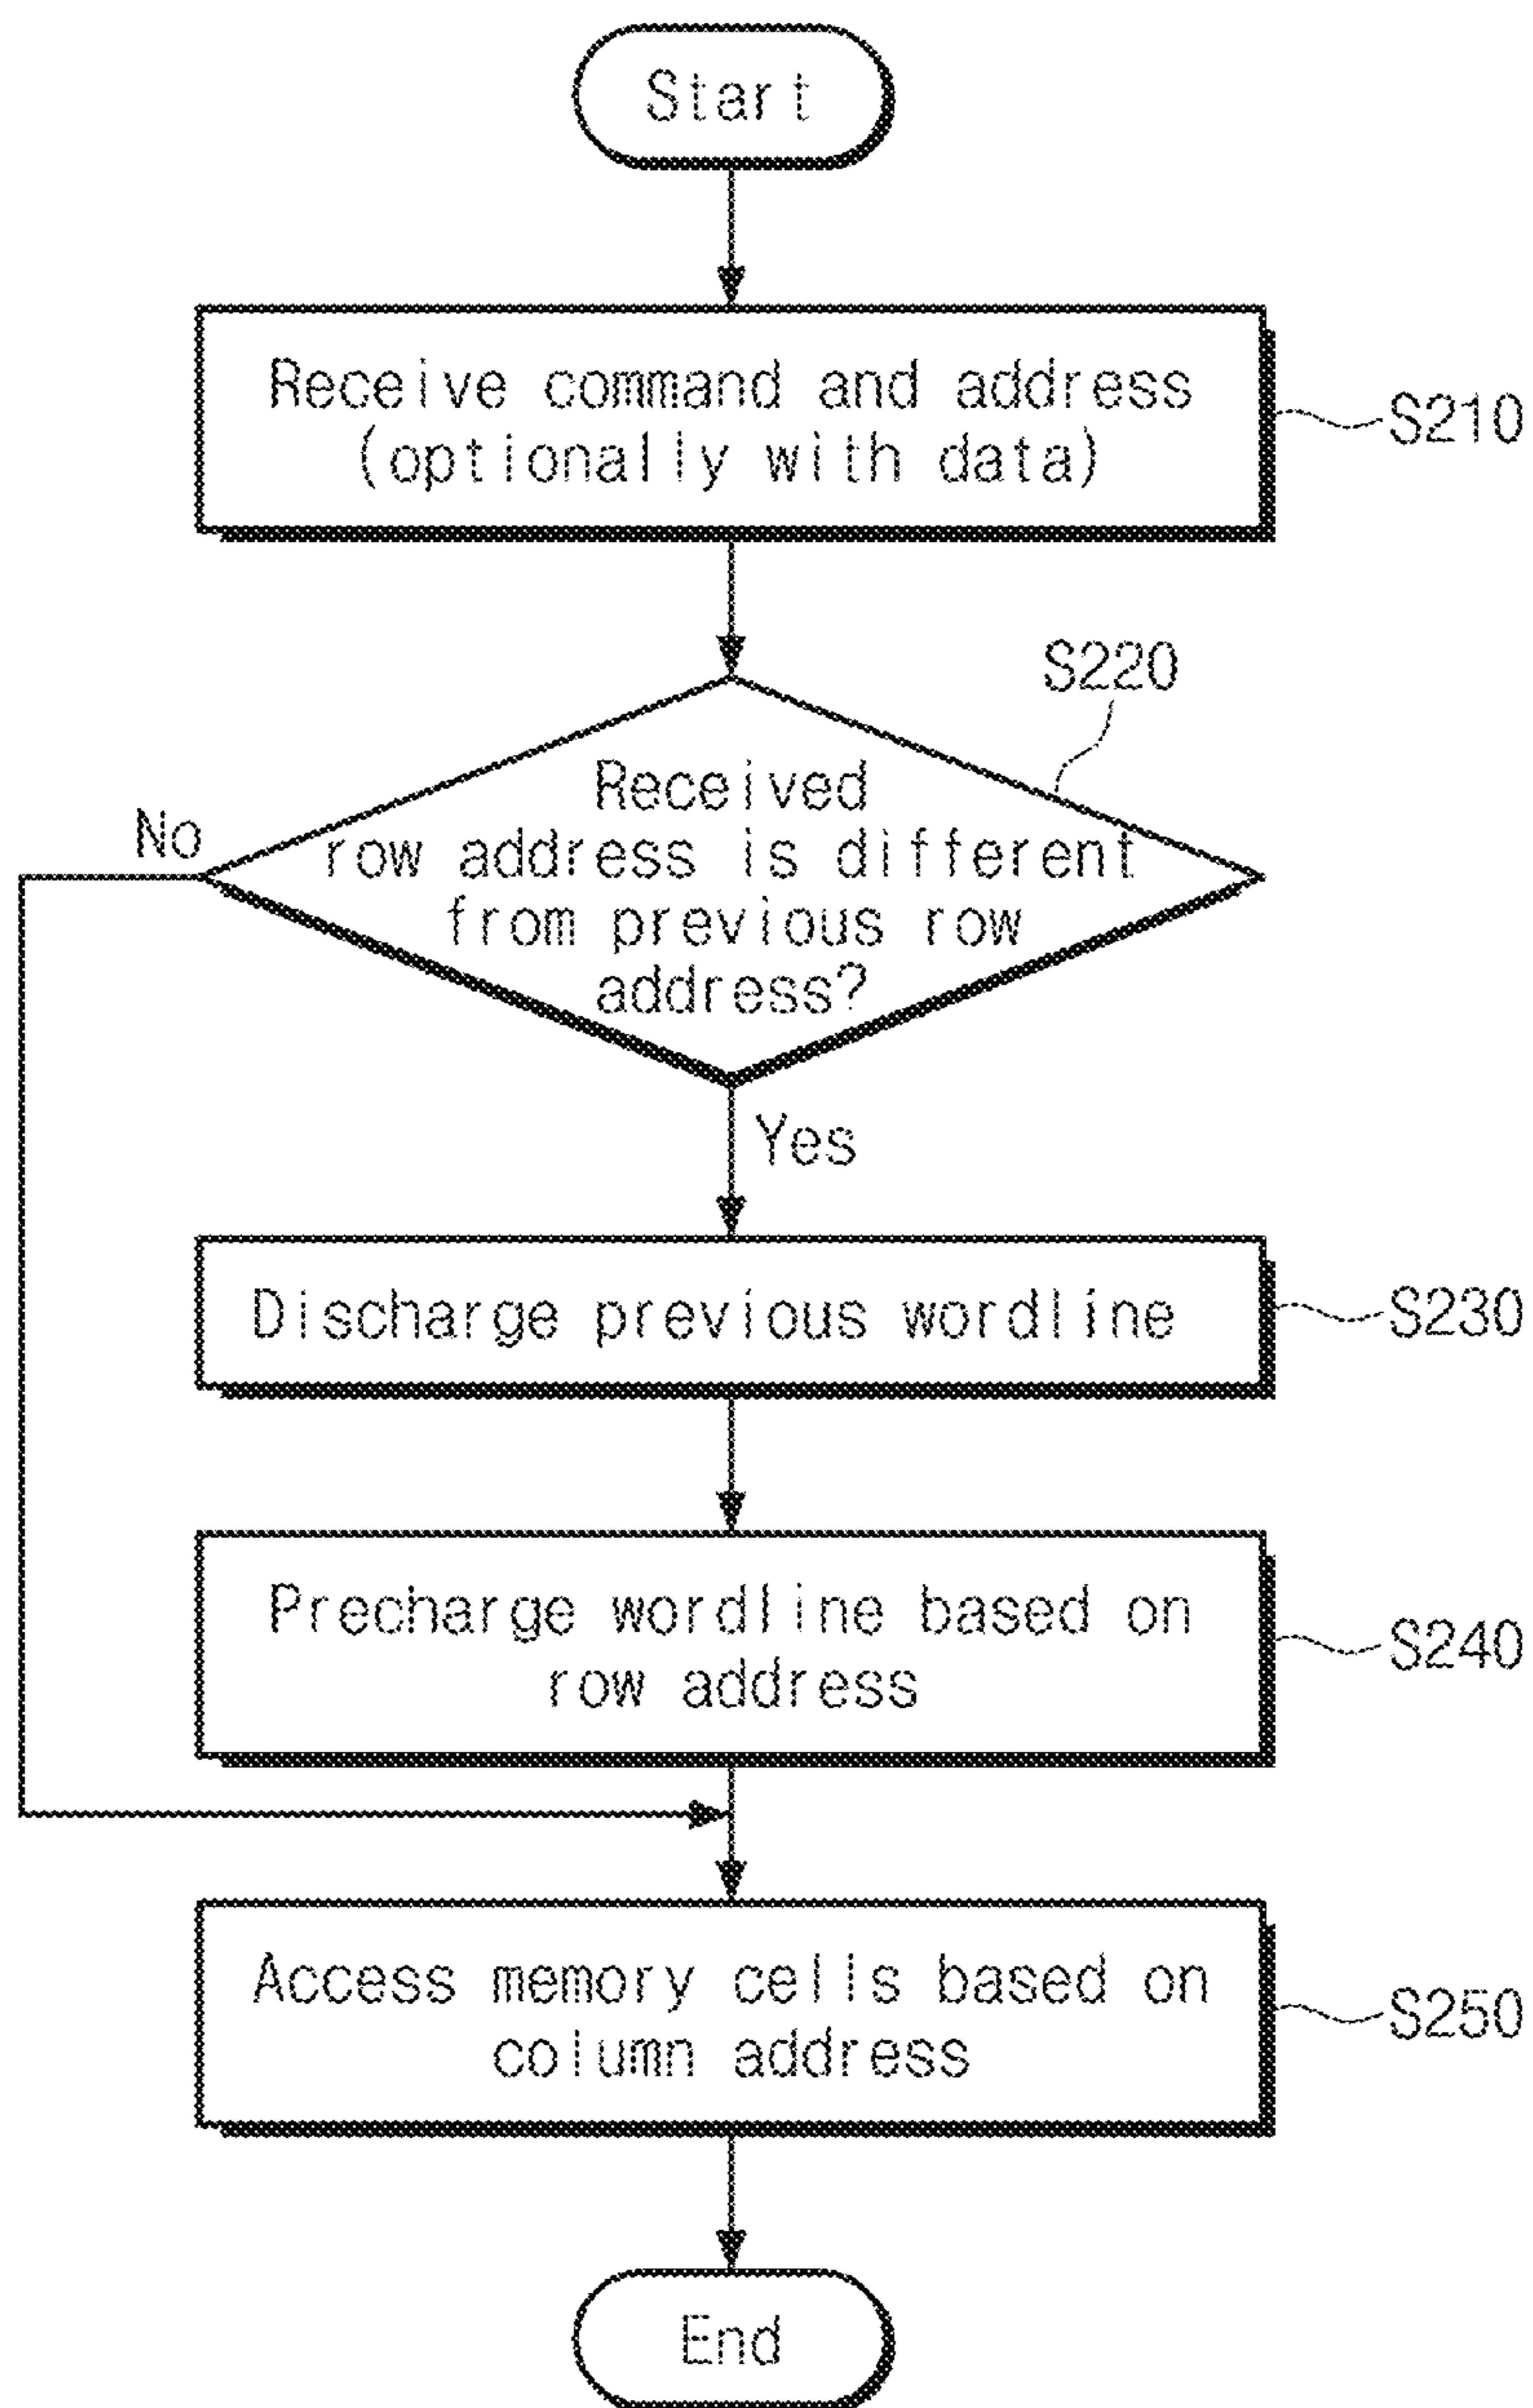 Start
Receive command and address
(optionally with data)
S210
S220
Received
row address is different
from previous row
address?
No
Yes
Discharge previous wordline
S230
Precharge wordline based on
row address
S240
Access memory cells based on
column address
S250
End